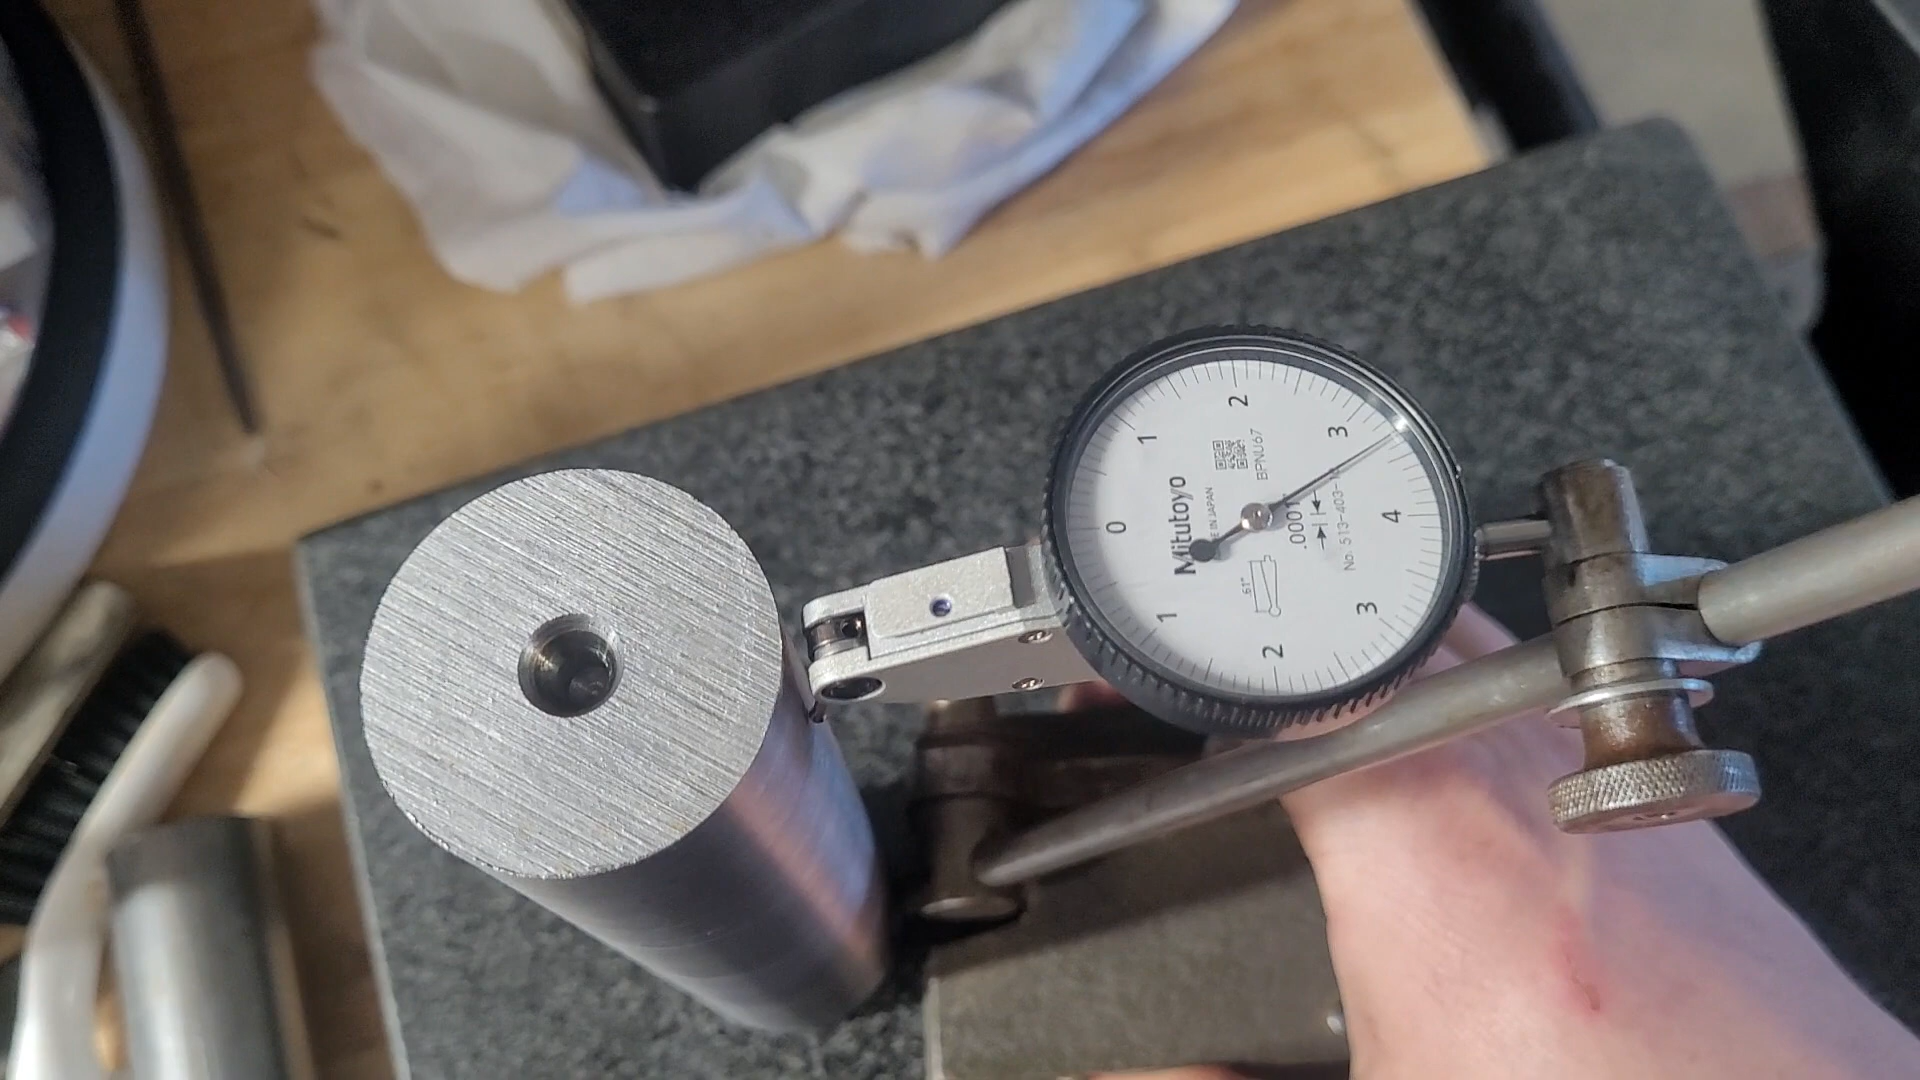 0
1
2
3
4
3
2
1
BPNU67
Mitutoyo
E IN JAPAN
.0001"
No. 513-403-
.61"